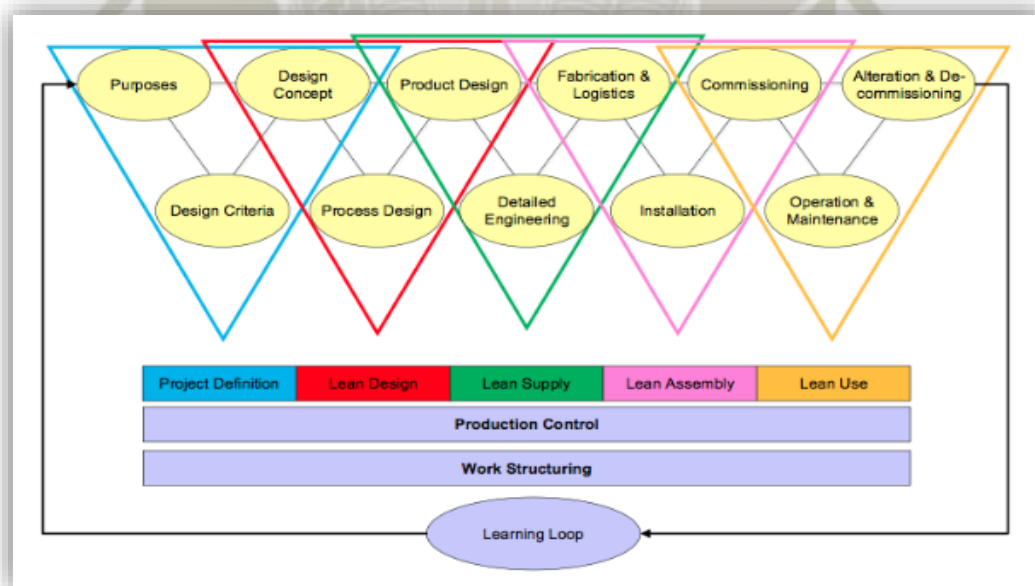 Purposes
Design
Concept
Product Design
Fabrication &
Logistics
Commissioning
Alteration & De-
commissioning
Design Criteria
Process Design
Detailed
Engineering
Installation
Operation &
Maintenance
Project Definition
Lean Design
Lean Supply
Lean Assembly
Lean Use
Production Control
Work Structuring
Learning Loop